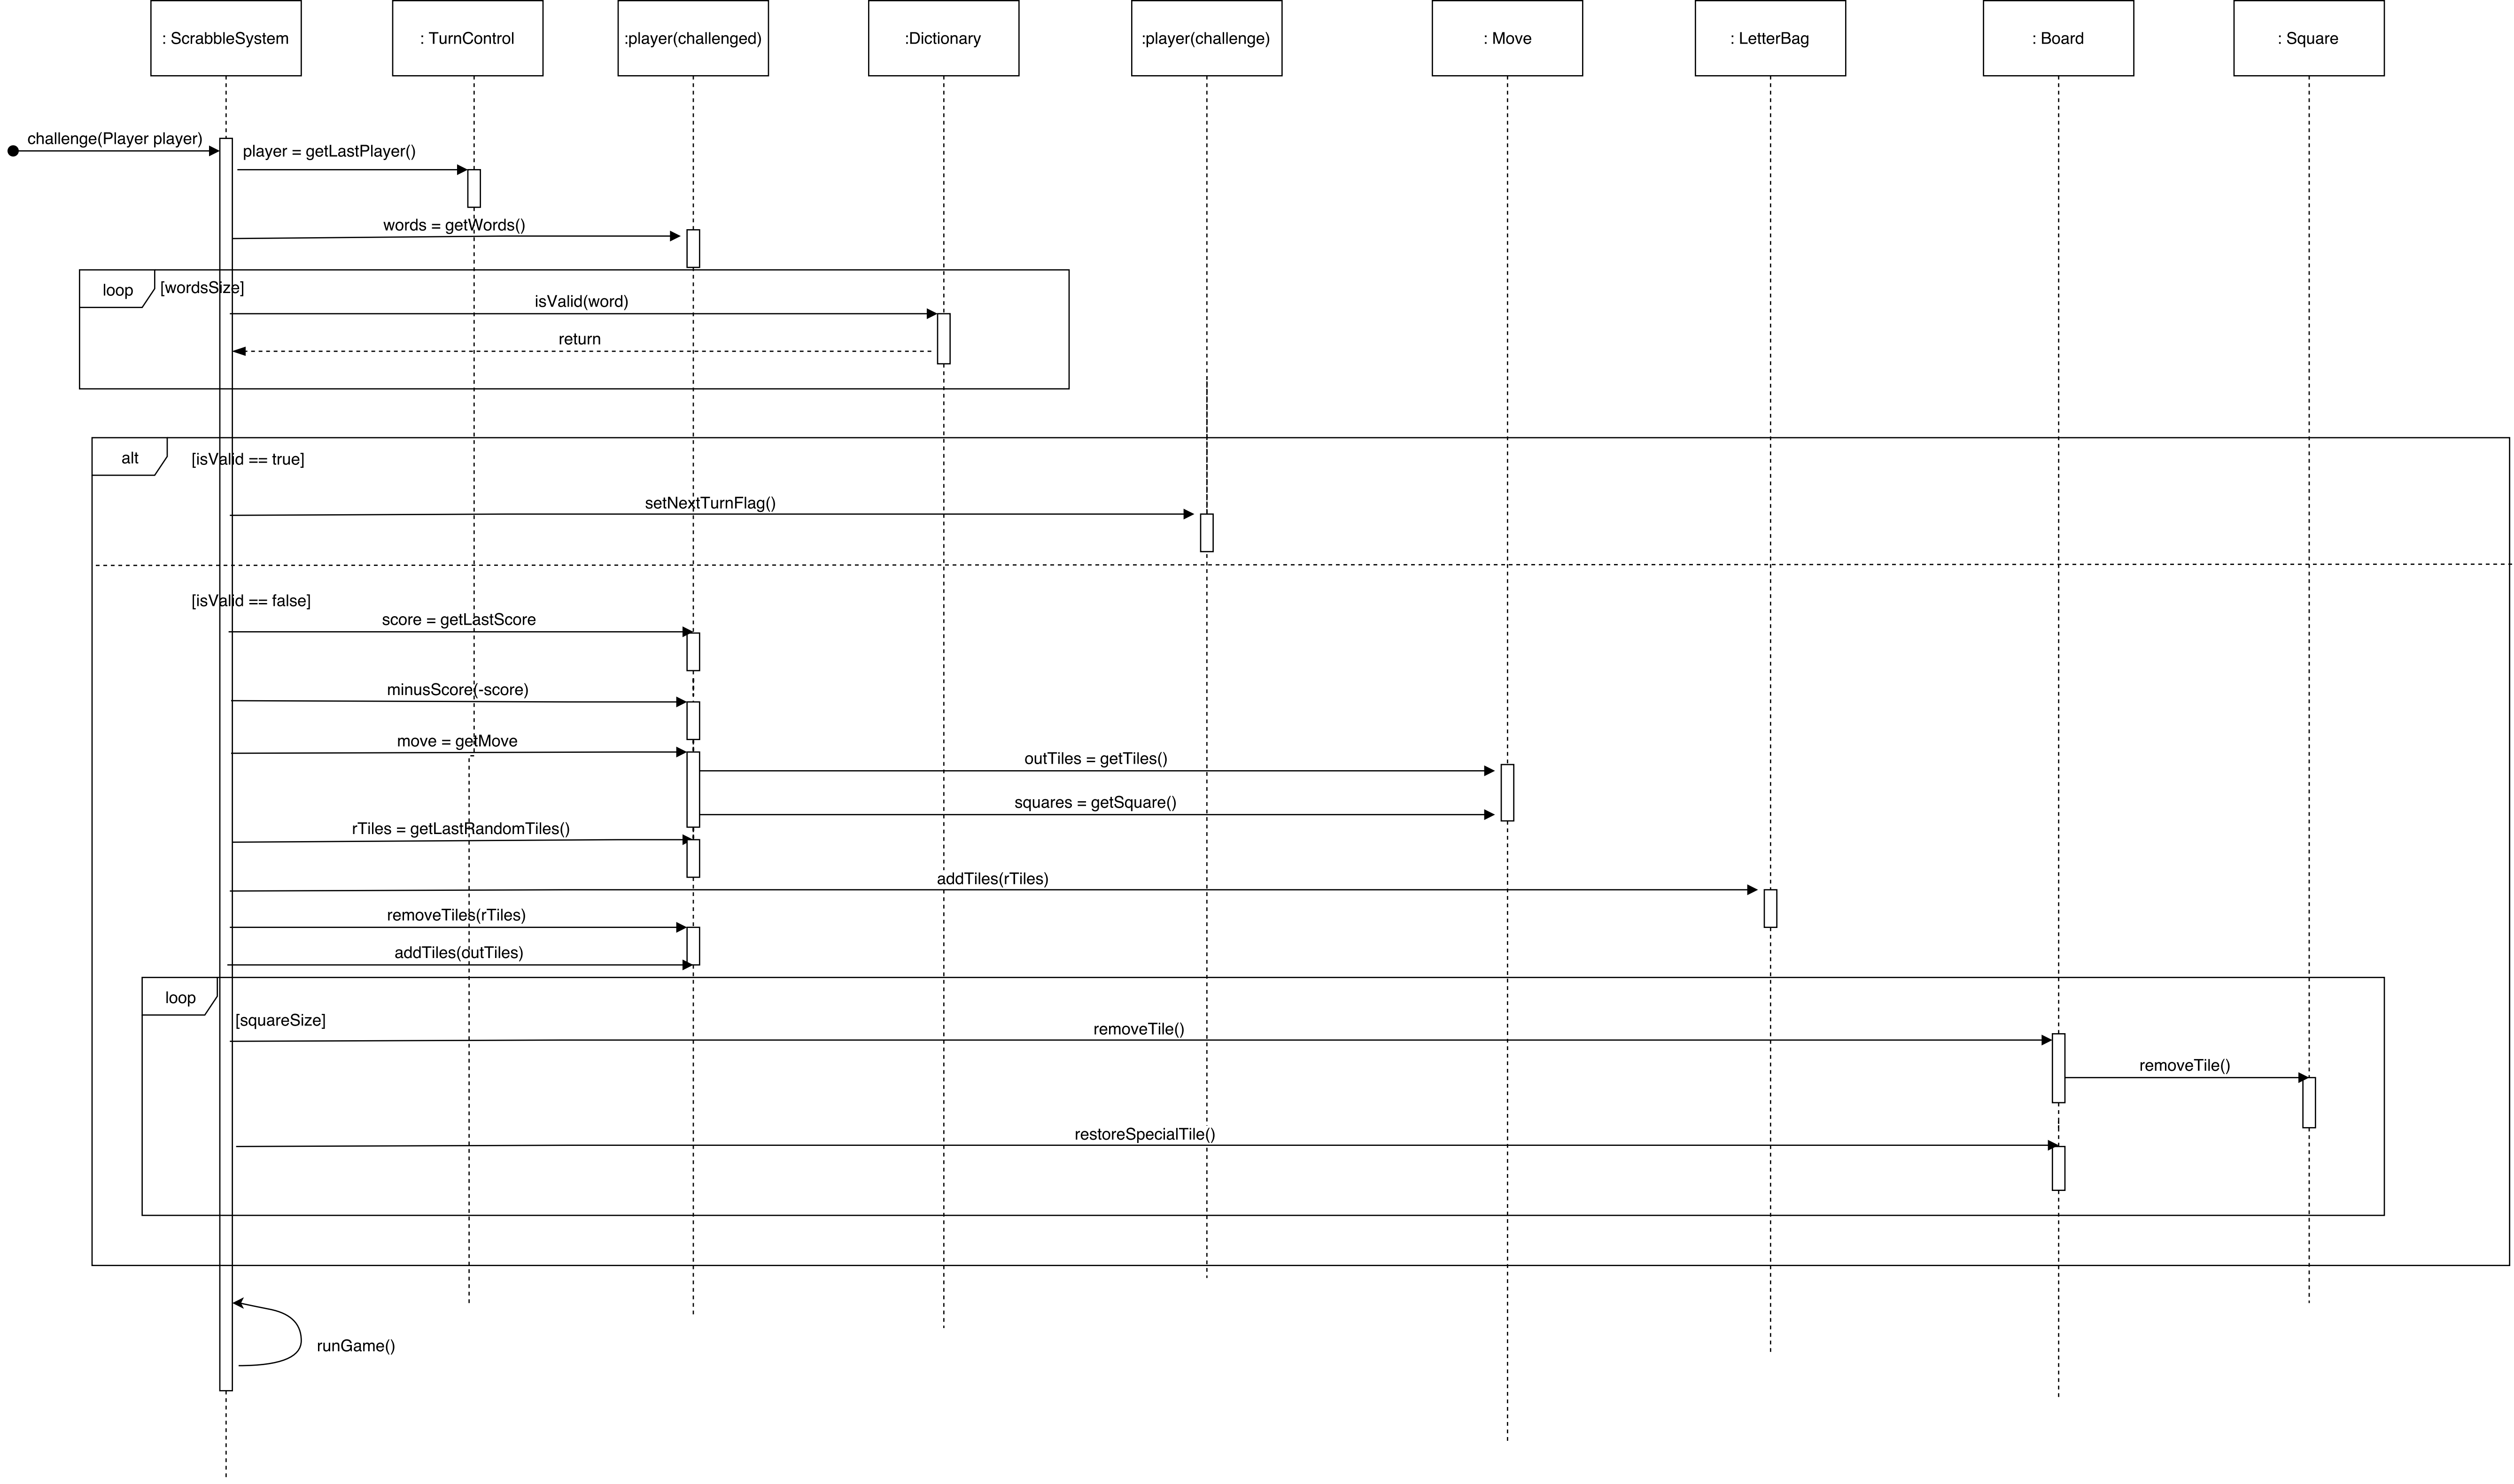 : ScrabbleSystem
: TurnControl
:player(challenged)
:Dictionary
:player(challenge)
: Move
: LetterBag
: Board
: Square
challenge(Player player)
player = getLastPlayer()
words = getWords()
loop
[wordsSize]
isValid(word)
return
alt
[isValid == true]
setNextTurnFlag()
[isValid == false]
score = getLastScore
minusScore(-score)
move = getMove
outTiles = getTiles()
squares = getSquare()
rTiles = getLastRandomTiles()
addTiles(rTiles)
removeTiles(rTiles)
addTiles(outTiles)
loop
[squareSize]
removeTile()
removeTile()
restoreSpecialTile()
runGame()